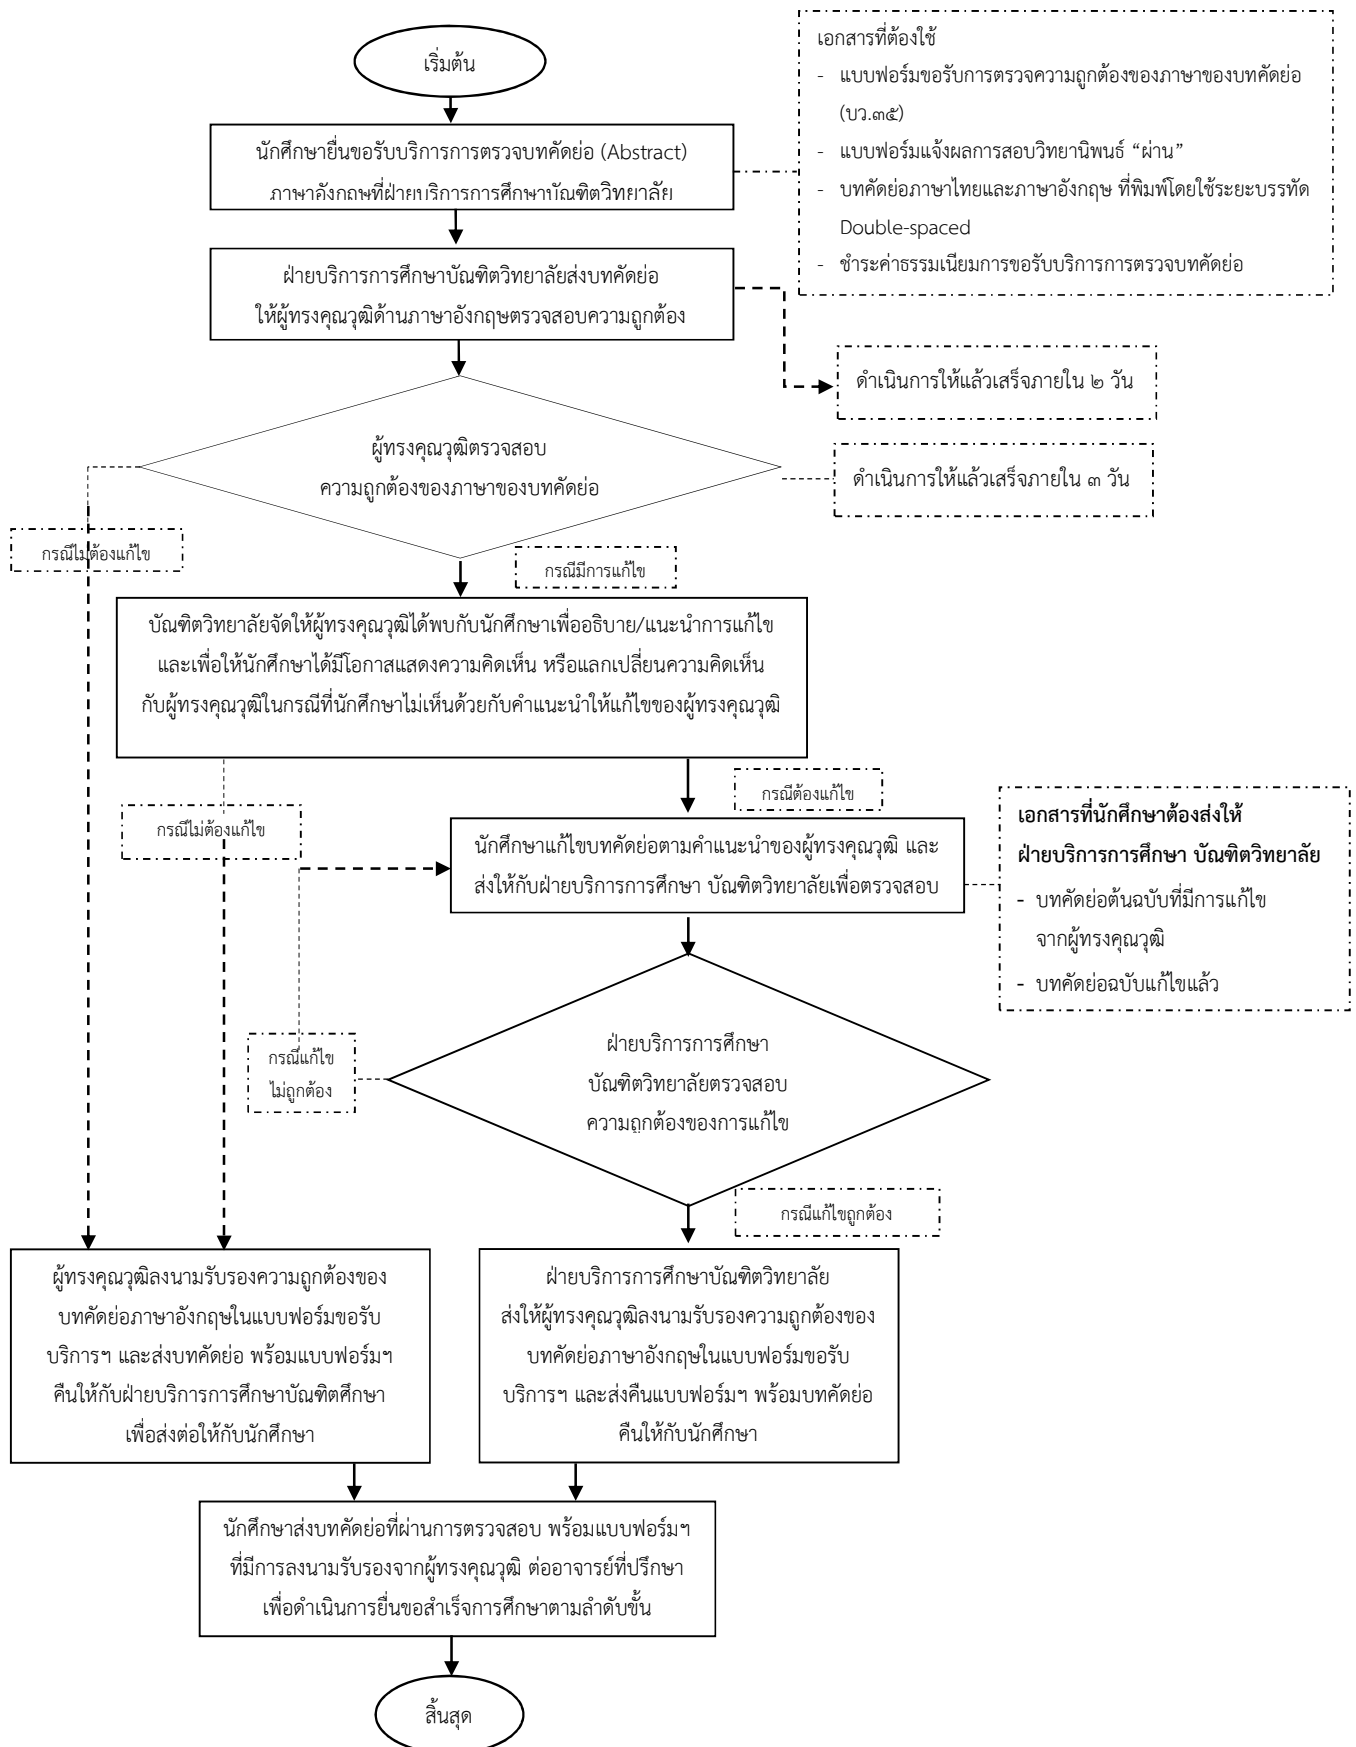 เริ่มต้น
เอกสารที่ต้องใช้
- แบบฟอร์มขอรับการตรวจความถูกต้องของภาษาของบทคัดย่อ
(บว.๓๕)
- แบบฟอร์มแจ้งผลการสอบวิทยานิพนธ์ “ผ่าน”
- บทคัดย่อภาษาไทยและภาษาอังกฤษ ที่พิมพ์โดยใช้ระยะบรรทัด
Double-spaced
- ชำระค่าธรรมเนียมการขอรับบริการการตรวจบทคัดย่อ
นักศึกษายื่นขอรับบริการการตรวจบทคัดย่อ (Abstract)
ภาษาอังกฤษที่ฝ่ายบริการการศึกษาบัณฑิตวิทยาลัย
ฝ่ายบริการการศึกษาบัณฑิตวิทยาลัยส่งบทคัดย่อ
ให้ผู้ทรงคุณวุฒิด้านภาษาอังกฤษตรวจสอบความถูกต้อง
ดำเนินการให้แล้วเสร็จภายใน ๒ วัน
ผู้ทรงคุณวุฒิตรวจสอบ
ความถูกต้องของภาษาของบทคัดย่อ
ดำเนินการให้แล้วเสร็จภายใน ๓ วัน
กรณีไม่ต้องแก้ไข
กรณีมีการแก้ไข
บัณฑิตวิทยาลัยจัดให้ผู้ทรงคุณวุฒิได้พบกับนักศึกษาเพื่ออธิบาย/แนะนำการแก้ไข
และเพื่อให้นักศึกษาได้มีโอกาสแสดงความคิดเห็น หรือแลกเปลี่ยนความคิดเห็น
กับผู้ทรงคุณวุฒิในกรณีที่นักศึกษาไม่เห็นด้วยกับคำแนะนำให้แก้ไขของผู้ทรงคุณวุฒิ
กรณีต้องแก้ไข
กรณีไม่ต้องแก้ไข
นักศึกษาแก้ไขบทคัดย่อตามคำแนะนำของผู้ทรงคุณวุฒิ และ
ส่งให้กับฝ่ายบริการการศึกษา บัณฑิตวิทยาลัยเพื่อตรวจสอบ
เอกสารที่นักศึกษาต้องส่งให้
ฝ่ายบริการการศึกษา บัณฑิตวิทยาลัย
- บทคัดย่อต้นฉบับที่มีการแก้ไข
จากผู้ทรงคุณวุฒิ
- บทคัดย่อฉบับแก้ไขแล้ว
กรณีแก้ไข
ไม่ถูกต้อง
ฝ่ายบริการการศึกษา
บัณฑิตวิทยาลัยตรวจสอบ
ความถูกต้องของการแก้ไข
กรณีแก้ไขถูกต้อง
ผู้ทรงคุณวุฒิลงนามรับรองความถูกต้องของ
บทคัดย่อภาษาอังกฤษในแบบฟอร์มขอรับ
บริการฯ และส่งบทคัดย่อ พร้อมแบบฟอร์มฯ
คืนให้กับฝ่ายบริการการศึกษาบัณฑิตศึกษา
เพื่อส่งต่อให้กับนักศึกษา
ฝ่ายบริการการศึกษาบัณฑิตวิทยาลัย
ส่งให้ผู้ทรงคุณวุฒิลงนามรับรองความถูกต้องของ
บทคัดย่อภาษาอังกฤษในแบบฟอร์มขอรับ
บริการฯ และส่งคืนแบบฟอร์มฯ พร้อมบทคัดย่อ
คืนให้กับนักศึกษา
นักศึกษาส่งบทคัดย่อที่ผ่านการตรวจสอบ พร้อมแบบฟอร์มฯ
ที่มีการลงนามรับรองจากผู้ทรงคุณวุฒิ ต่ออาจารย์ที่ปรึกษา
เพื่อดำเนินการยื่นขอสำเร็จการศึกษาตามลำดับขั้น
สิ้นสุด